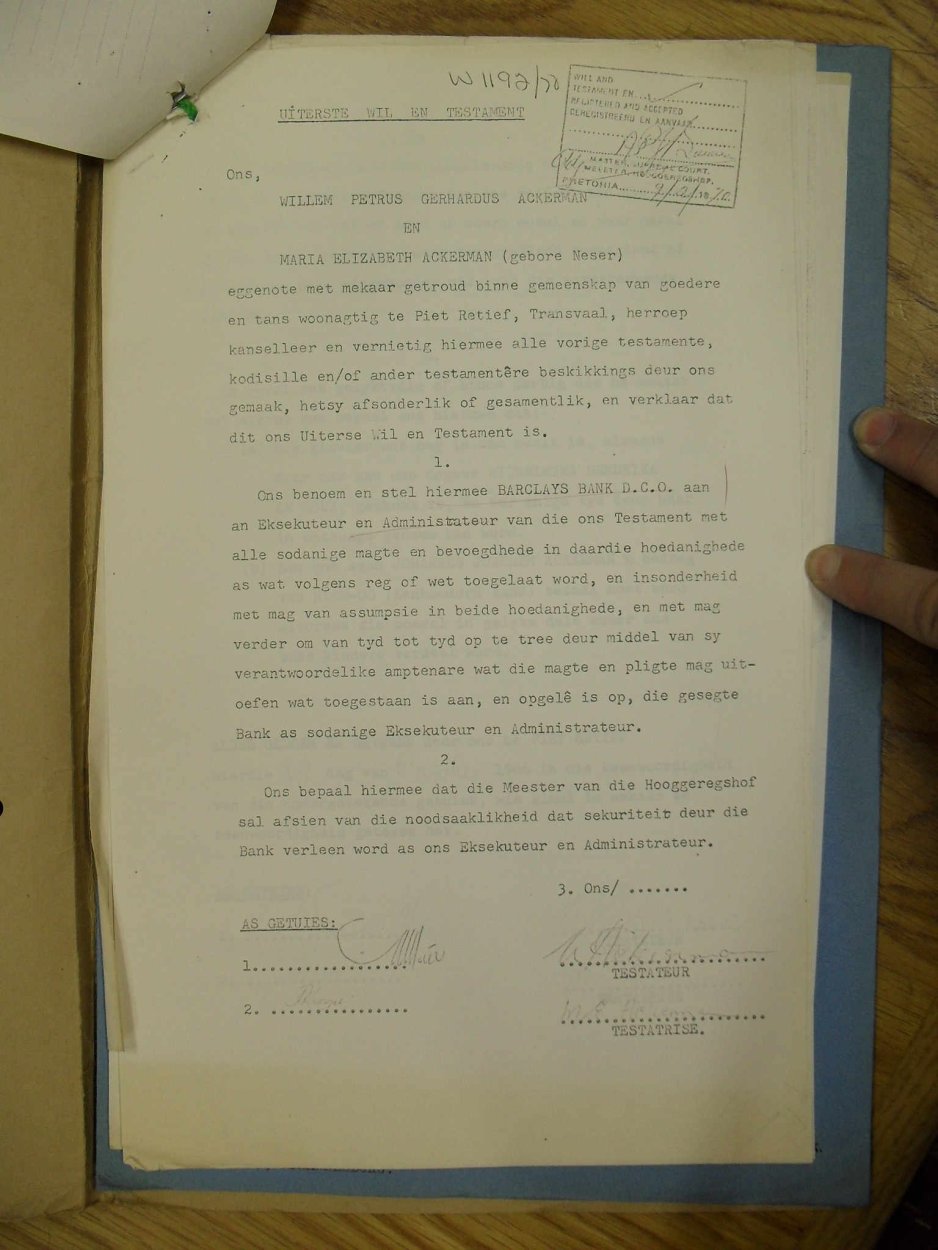 W 1192/70
WILL AND
TESTAMENT EN
REGISTERED AND ACCEPTED
GEREGISTREERD EN AANVAAR
MASTER, SUPREME COURT.
MEESTER, HOOGGEREGSHOF.
PRETORIA
UITERSTE WIL EN TESTAMENT
Ons,
WILLEM PETRUS GERHARDUS ACKERMAN
EN
MARIA ELIZABETH ACKERMAN (gebore Neser)
eggenote met mekaar getroud binne gemeenskap van goedere
en tans woonagtig te Piet Retief, Transvaal, herroep
kanselleer en vernietig hiermee alle vorige testamente,
kodisille en/of ander testamentêre beskikkings deur ons
gemaak, hetsy afsonderlik of gesamentlik, en verklaar dat
dit ons Uiterse Wil en Testament is.
1.
Ons benoem en stel hiermee BARCLAYS BANK D.C.O. aan
an Eksekuteur en Administrateur van die ons Testament met
alle sodanige magte en bevoegdhede in daardie hoedanighede
as wat volgens reg of wet toegelaat word, en insonderheid
met mag van assumpsie in beide hoedanighede, en met mag
verder om van tyd tot tyd op te tree deur middel van sy
verantwoordelike amptenare wat die magte en pligte mag uit-
oefen wat toegestaan is aan, en opgelê is op, die gesegte
Bank as sodanige Eksekuteur en Administrateur.
2.
Ons bepaal hiermee dat die Meester van die Hooggeregshof
sal afsien van die noodsaaklikheid dat sekuriteit deur die
Bank verleen word as ons Eksekuteur en Administrateur.
3. Ons/ .......
AS GETUIES:
1...................
TESTATEUR
2. .................
TESTATRISE.